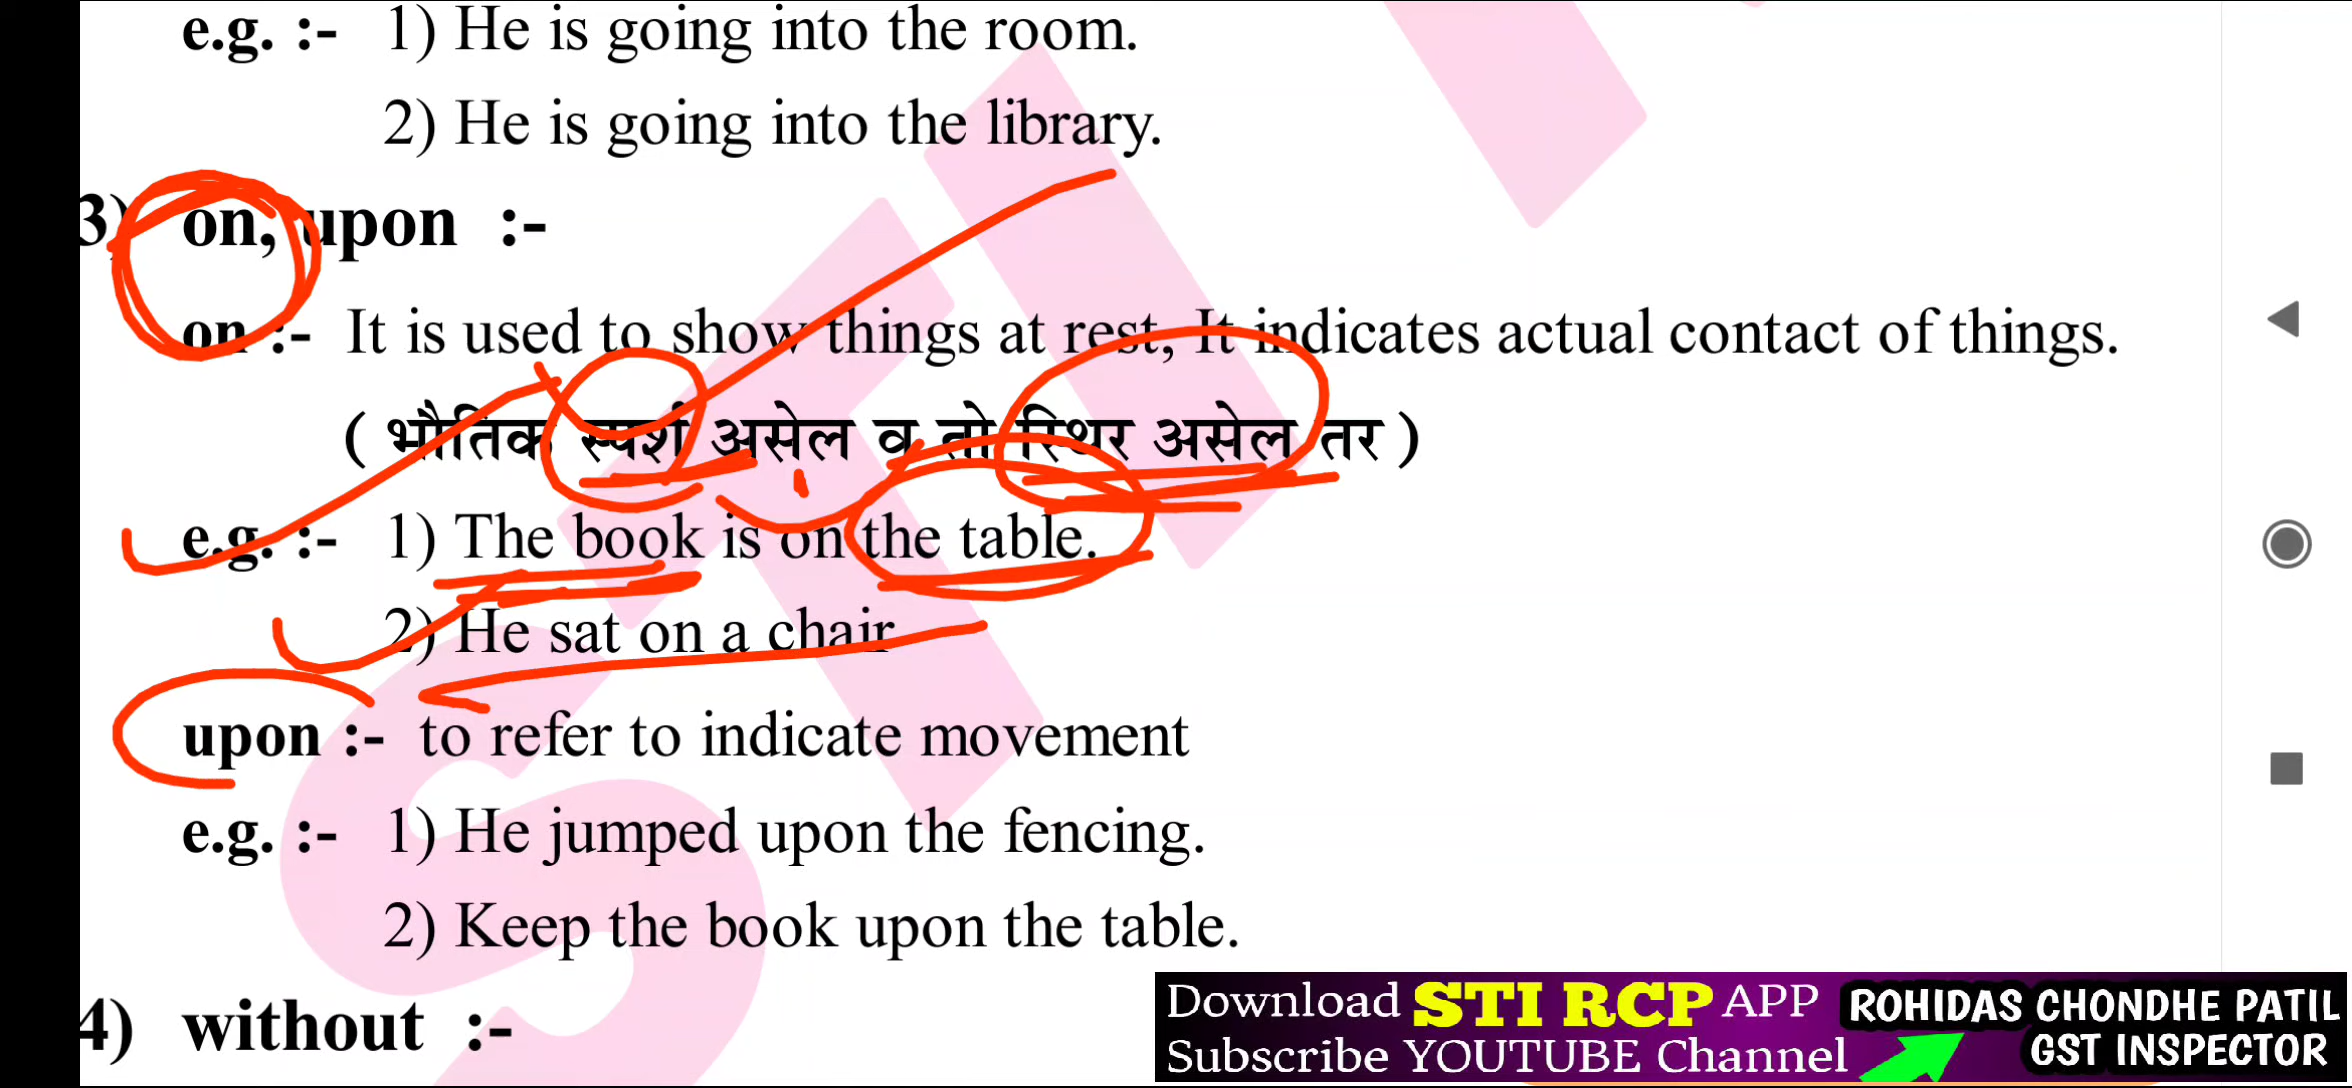 e.g. :- 1) He is going into the room.
2) He is going into the library.
3) on, upon :-
on :- It is used to show things at rest, It indicates actual contact of things.
( भौतिक स्पर्श असेल व तो स्थिर असेल तर )
e.g. :- 1) The book is on the table.
2) He sat on a chair
upon :- to refer to indicate movement
e.g. :- 1) He jumped upon the fencing.
2) Keep the book upon the table.
4) without :-
Download STI RCP APP
Subscribe YOUTUBE Channel
ROHIDAS CHONDHE PATIL
GST INSPECTOR